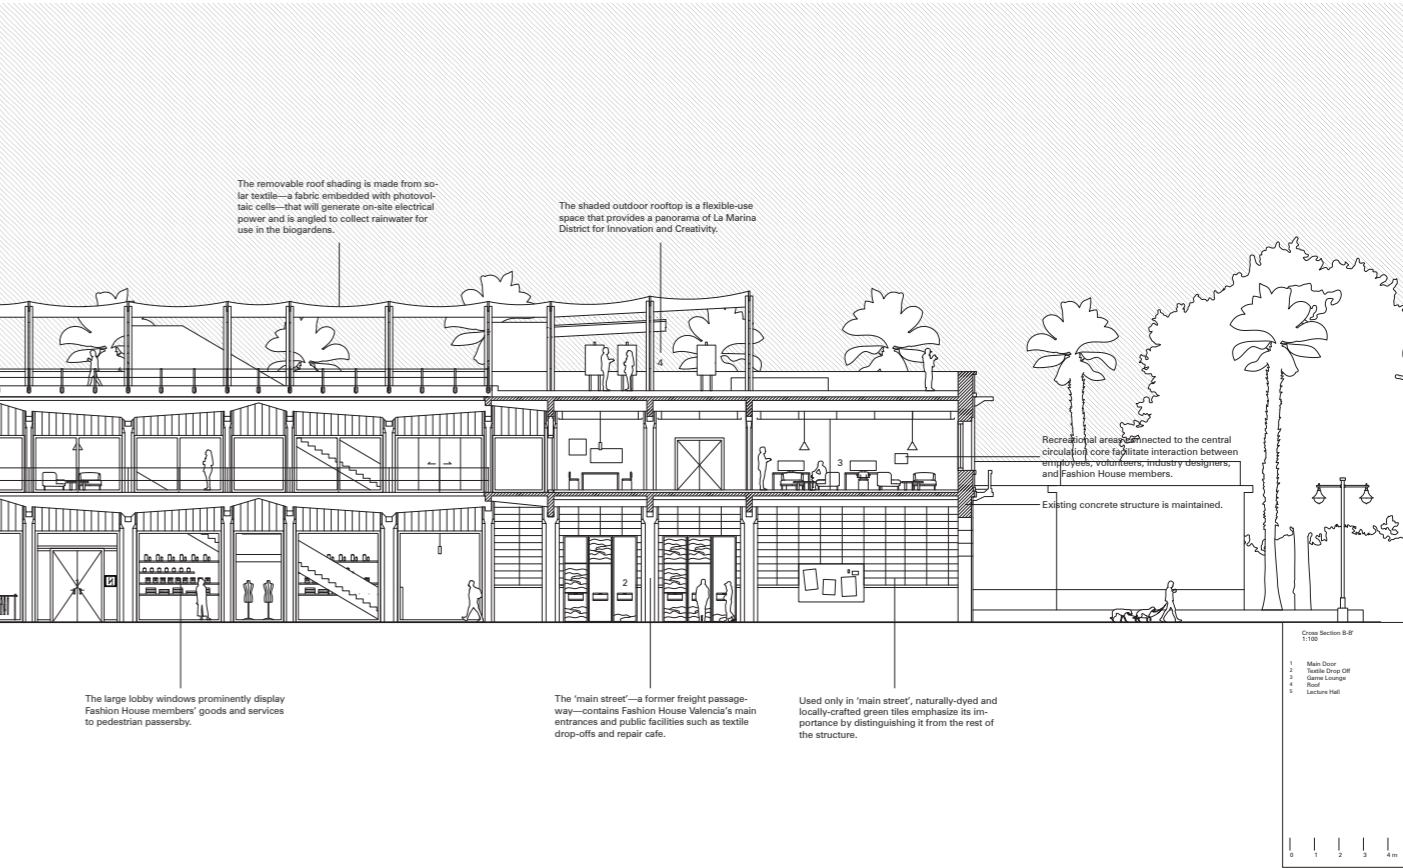 The removable roof shading is made from so-
lar textile—a fabric embedded with photovol-
taic cells—that will generate on-site electrical
power and is angled to collect rainwater for
use in the biogardens.
The shaded outdoor rooftop is a flexible-use
space that provides a panorama of La Marina
District for Innovation and Creativity.
4
3
Recreational areas connected to the central
circulation core facilitate interaction between
employees, volunteers, industry designers,
and Fashion House members.
Existing concrete structure is maintained.
1
2
The large lobby windows prominently display
Fashion House members' goods and services
to pedestrian passersby.
The 'main street'—a former freight passage-
way—contains Fashion House Valencia's main
entrances and public facilities such as textile
drop-offs and repair cafe.
Used only in 'main street', naturally-dyed and
locally-crafted green tiles emphasize its im-
portance by distinguishing it from the rest of
the structure.
Cross Section B-B'
1:100
1 Main Door
2 Textile Drop Off
3 Game Lounge
4 Roof
5 Lecture Hall
0 1 2 3 4 m